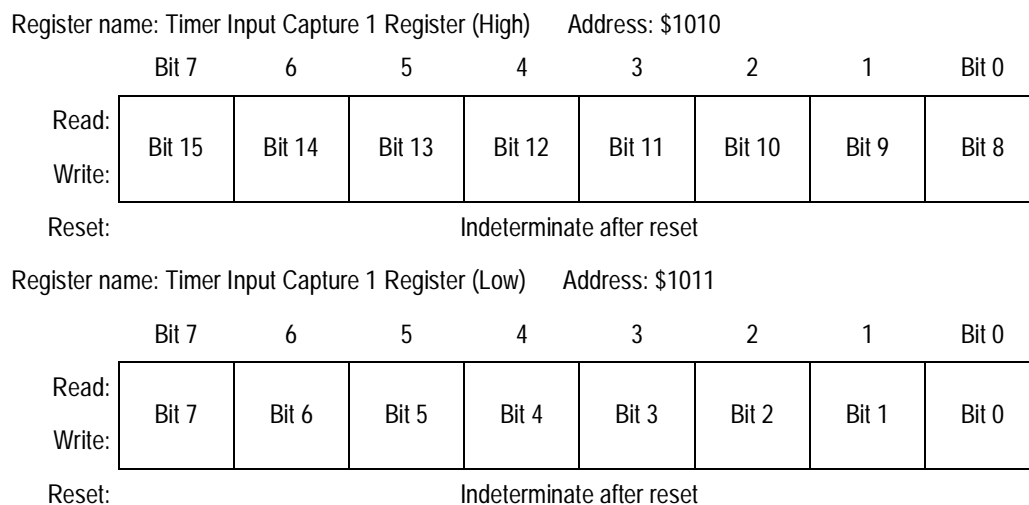 Register name: Timer Input Capture 1 Register (High) Address: $1010
Bit 7 6 5 4 3 2 1 Bit 0
Read:
Bit 15 Bit 14 Bit 13 Bit 12 Bit 11 Bit 10 Bit 9 Bit 8
Write:
Reset: Indeterminate after reset
Register name: Timer Input Capture 1 Register (Low) Address: $1011
Bit 7 6 5 4 3 2 1 Bit 0
Read:
Bit 7 Bit 6 Bit 5 Bit 4 Bit 3 Bit 2 Bit 1 Bit 0
Write:
Reset: Indeterminate after reset